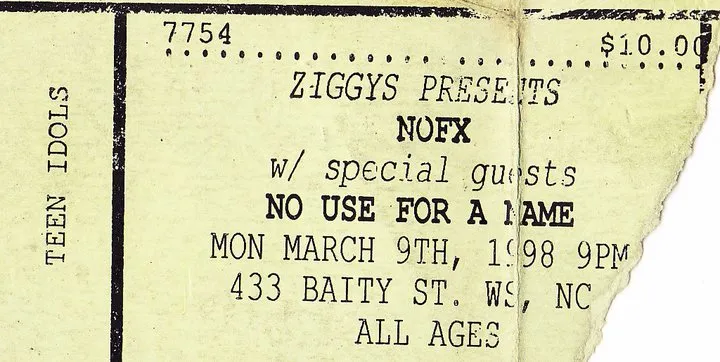 TEEN IDOLS
7754 $10.00
ZIGGYS PRESENTS
NOFX
w/ special guests
NO USE FOR A NAME
MON MARCH 9TH, 1998 9PM
433 BAITY ST. WS, NC
ALL AGES